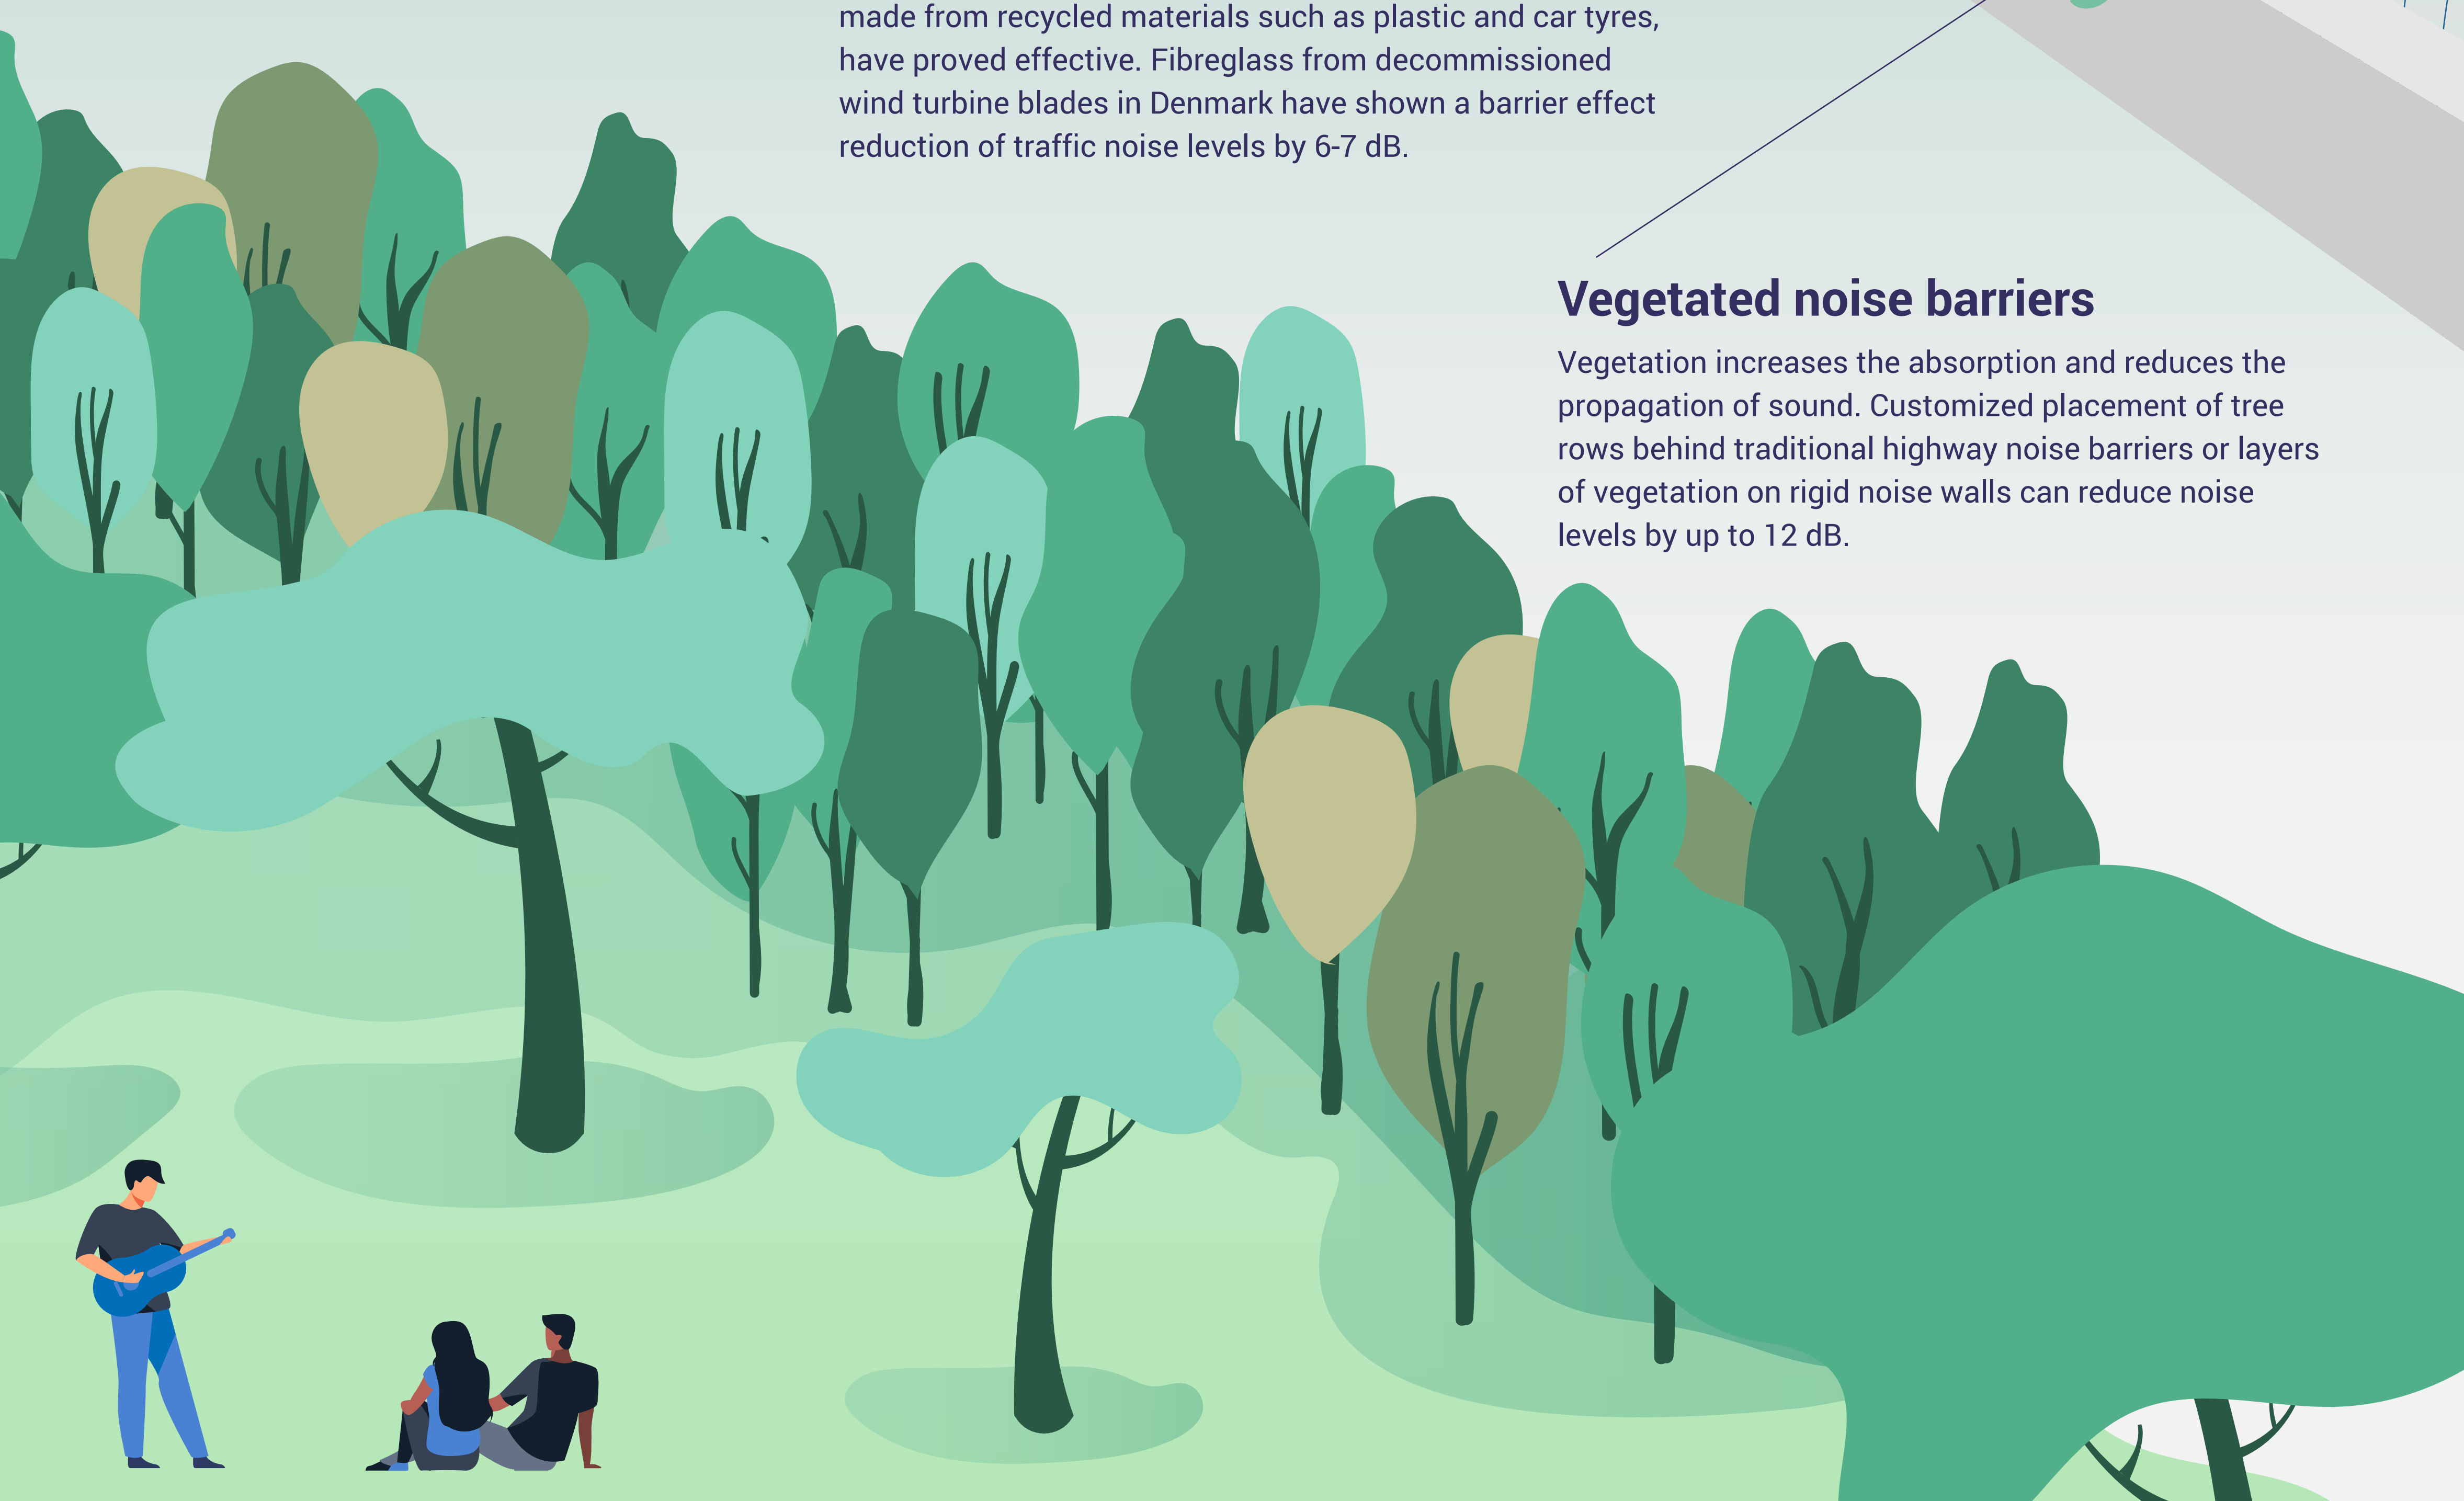 made from recycled materials such as plastic and car tyres,
have proved effective. Fibreglass from decommissioned
wind turbine blades in Denmark have shown a barrier effect
reduction of traffic noise levels by 6-7 dB.
Vegetated noise barriers
Vegetation increases the absorption and reduces the
propagation of sound. Customized placement of tree
rows behind traditional highway noise barriers or layers
of vegetation on rigid noise walls can reduce noise
levels by up to 12 dB.